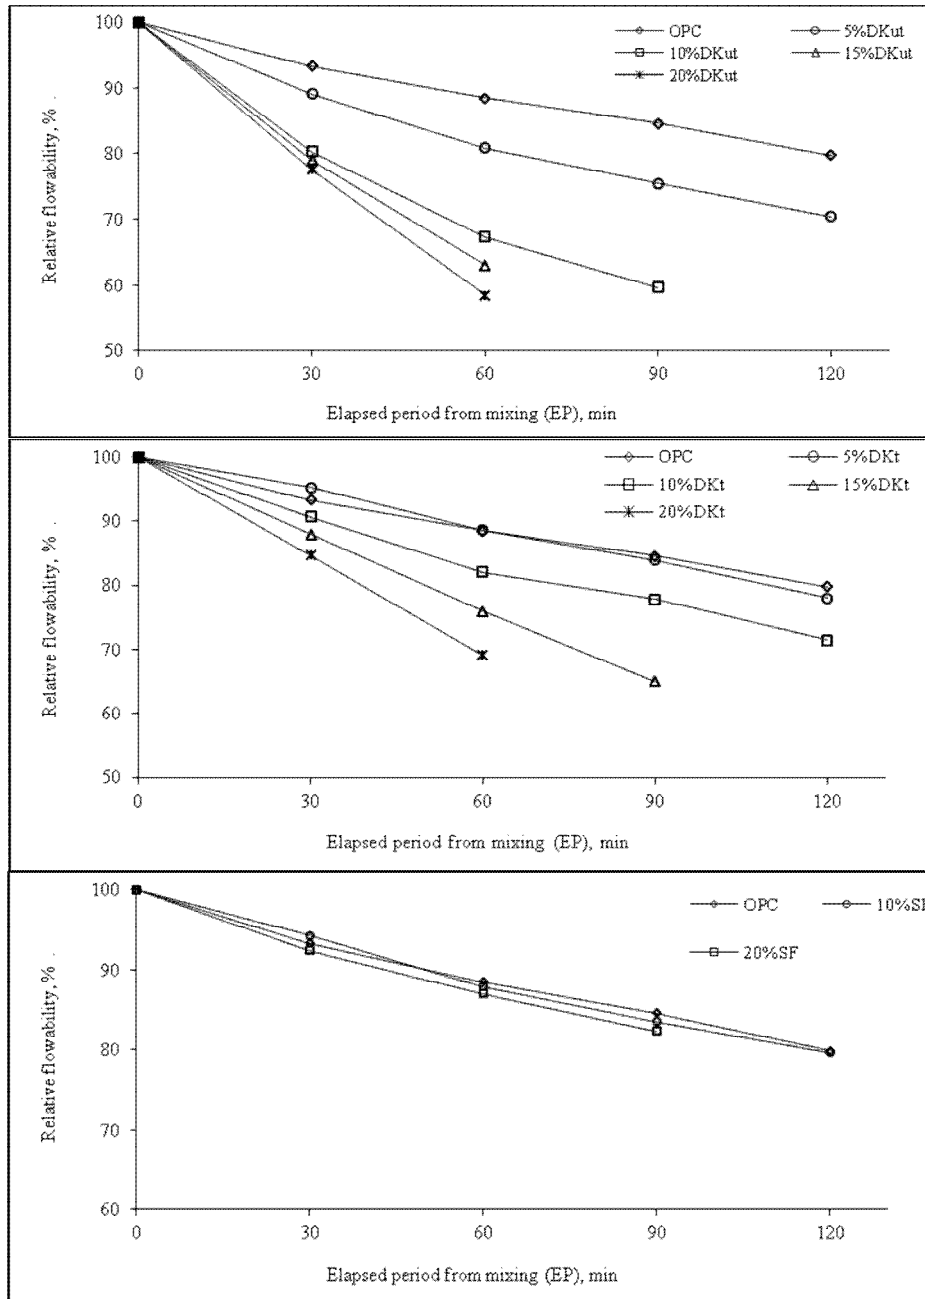 100
90
80
70
60
50
Relative flowability, % .
OPC 5%DKut
10%DKut 15%DKut
20%DKut
0 30 60 90 120
Elapsed period from mixing (EP), min
100
90
80
70
60
50
Relative flowability, % .
OPC 5%DKt
10%DKt 15%DKt
20%DKt
0 30 60 90 120
Elapsed period from mixing (EP), min
100
90
80
70
60
Relative flowability, % .
OPC 10%SF
20%SF
0 30 60 90 120
Elapsed period from mixing (EP), min